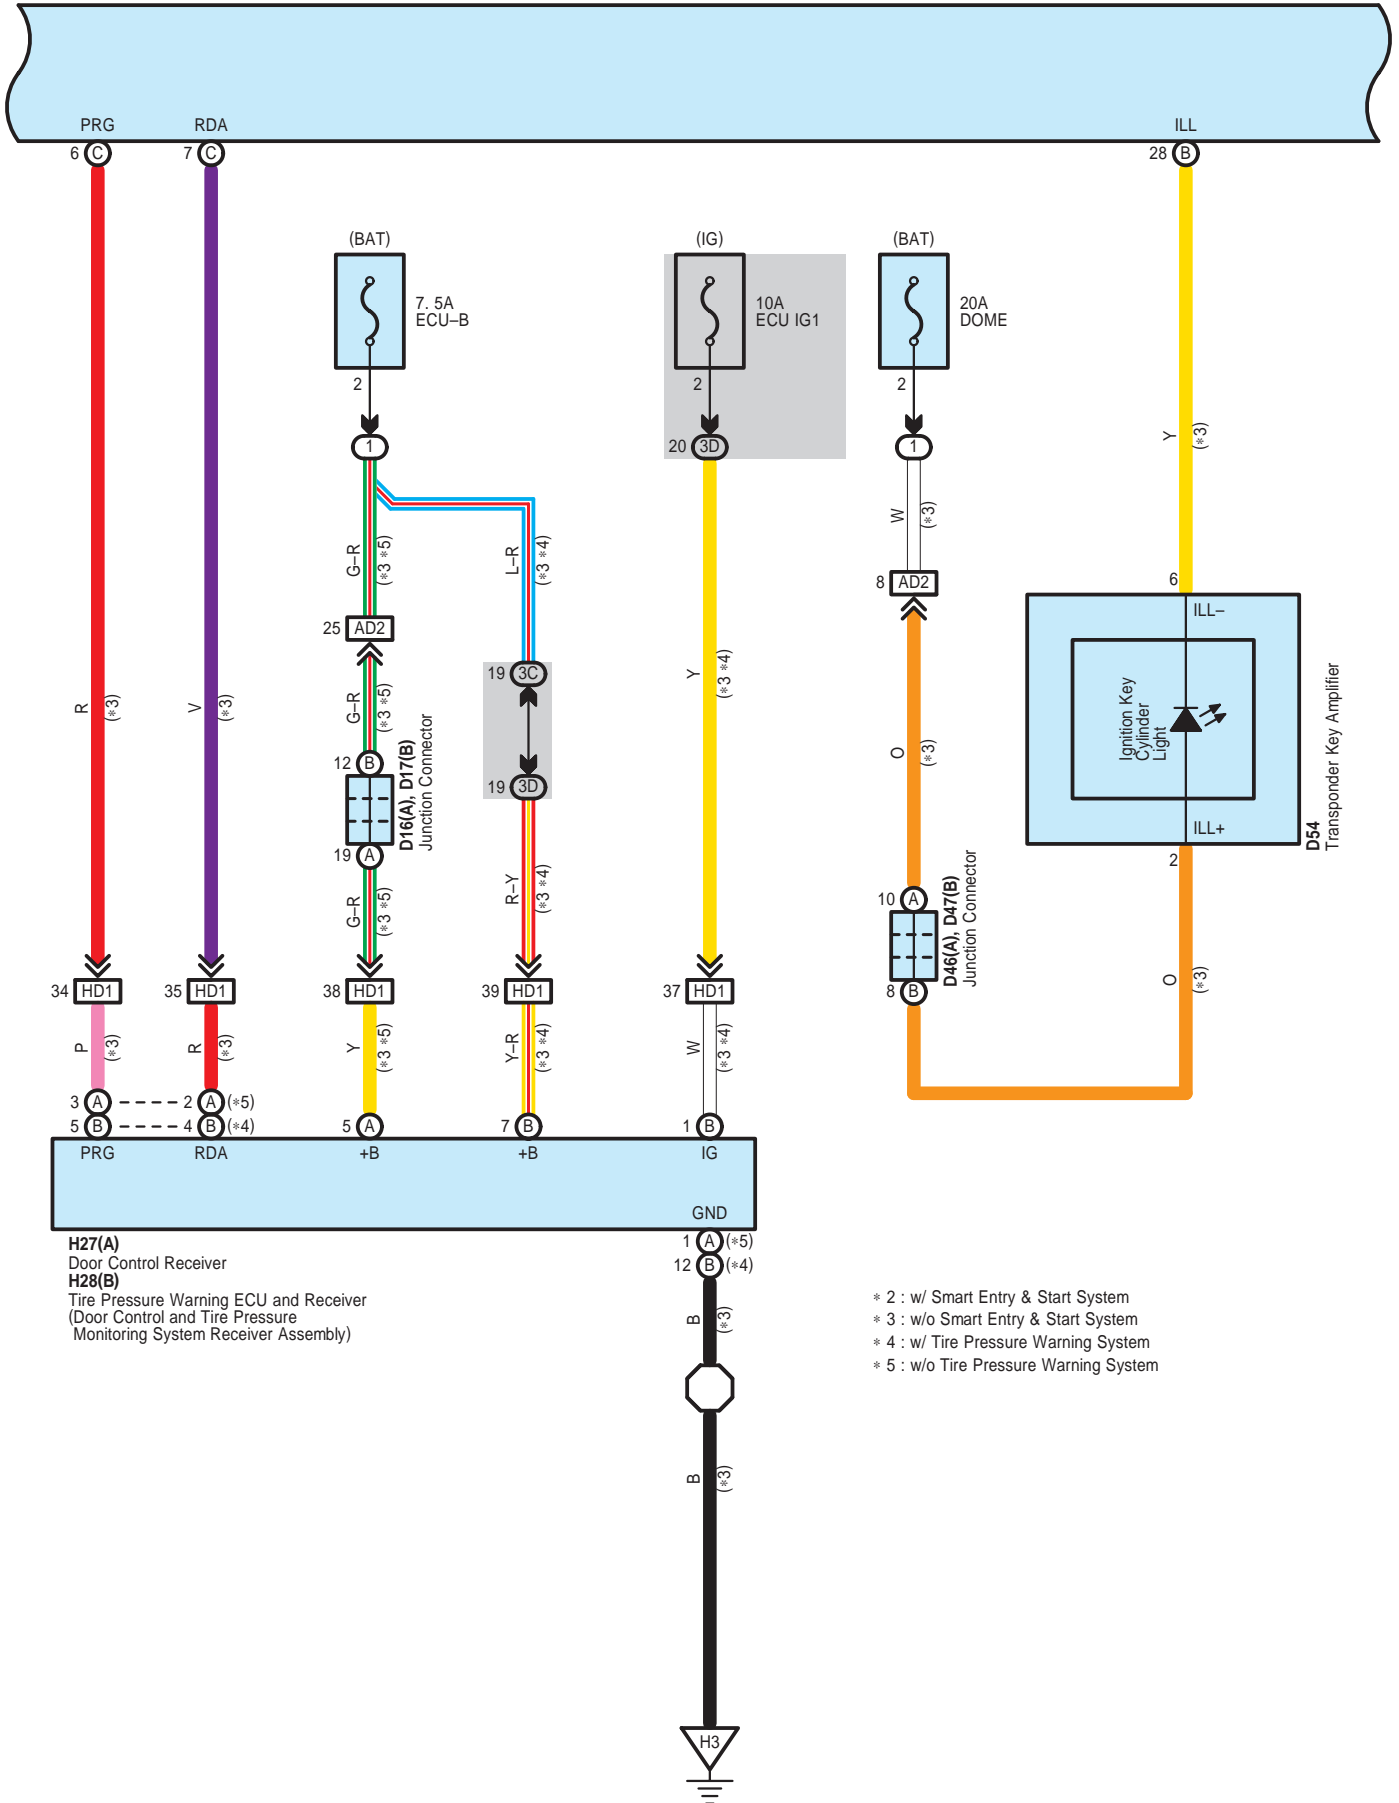 PRG
RDA
ILL
6 C
7 C
28 B
(BAT)
(IG)
(BAT)
7. 5A
ECU–B
10A
ECU IG1
20A
DOME
2
2
2
1
20 3D
1
R
(*3)
V
(*3)
G–R
(*3 *5)
L–R
(*3 *4)
Y
(*3 *4)
W
(*3)
Y
(*3)
8 AD2
25 AD2
6
ILL–
Ignition Key
Cylinder
Light
ILL+
2
D54
Transponder Key Amplifier
19 3C
19 3D
G–R
(*3 *5)
12 B
19 A
D16(A), D17(B)
Junction Connector
G–R
(*3 *5)
R–Y
(*3 *4)
O
(*3)
10 A
8 B
D46(A), D47(B)
Junction Connector
O
(*3)
34 HD1
35 HD1
38 HD1
39 HD1
37 HD1
P
(*3)
R
(*3)
Y
(*3 *5)
Y–R
(*3 *4)
W
(*3 *4)
3 A
2 A (*5)
5 B
4 B (*4)
5 A
7 B
1 B
PRG
RDA
+B
+B
IG
GND
1 A (*5)
12 B (*4)
H27(A)
Door Control Receiver
H28(B)
Tire Pressure Warning ECU and Receiver
(Door Control and Tire Pressure
Monitoring System Receiver Assembly)
B
(*3)
B
(*3)
H3
* 2 : w/ Smart Entry & Start System
* 3 : w/o Smart Entry & Start System
* 4 : w/ Tire Pressure Warning System
* 5 : w/o Tire Pressure Warning System